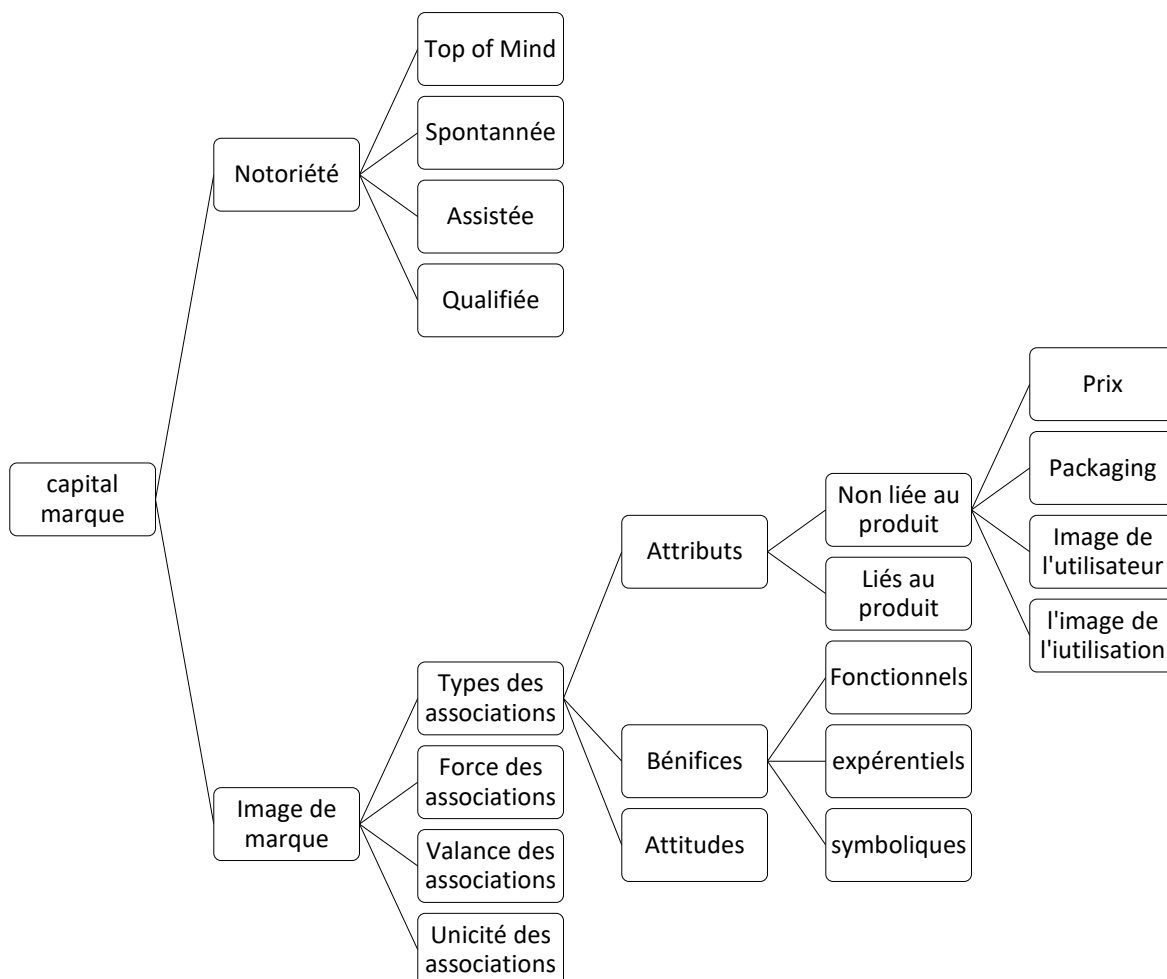 Top of Mind
Spontannée
Notoriété
Assistée
Qualifiée
Prix
capital
marque
Packaging
Non liée au
produit
Attributs
Image de
l'utilisateur
Liés au
produit
l'image de
l'iutilisation
Types des
associations
Fonctionnels
Force des
associations
Bénifices
expérentiels
Image de
marque
Valance des
associations
Attitudes
symboliques
Unicité des
associations